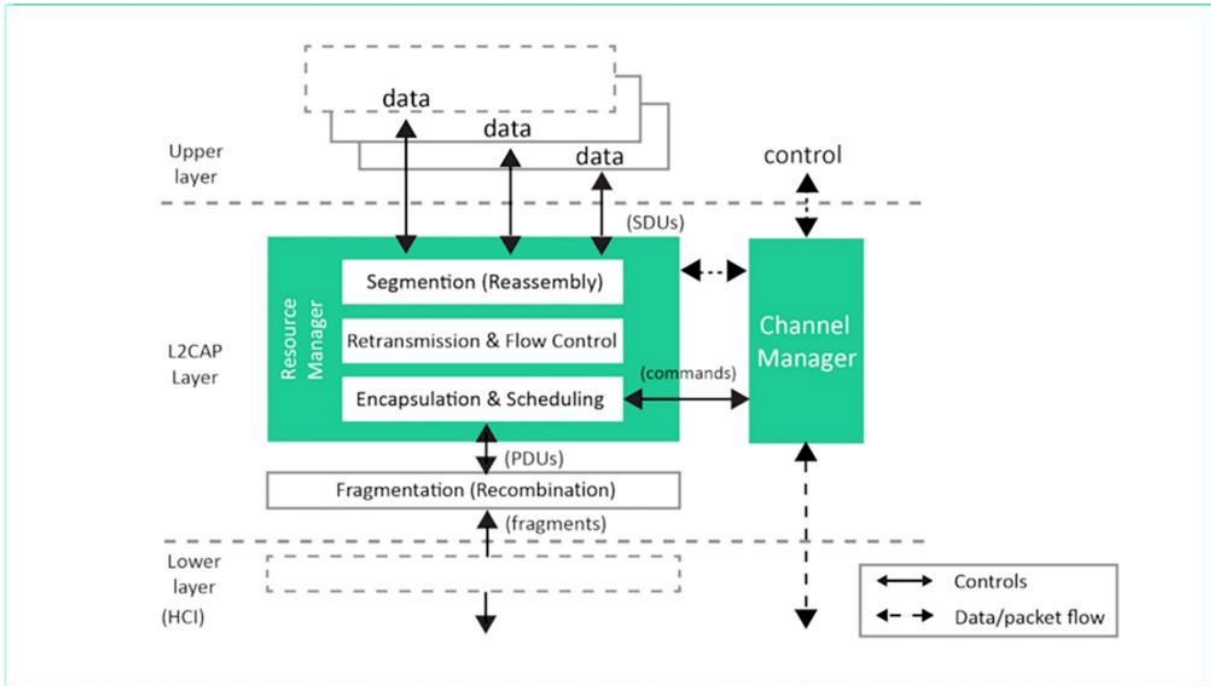 data
data
data
Upper
layer
control
(SDUs)
Segmention (Reassembly)
Resource
Manager
Retransmission & Flow Control
Channel
Manager
L2CAP
Layer
(commands)
Encapsulation & Scheduling
(PDUs)
Fragmentation (Recombination)
(fragments)
Lower
layer
(HCI)
Controls
Data/packet flow